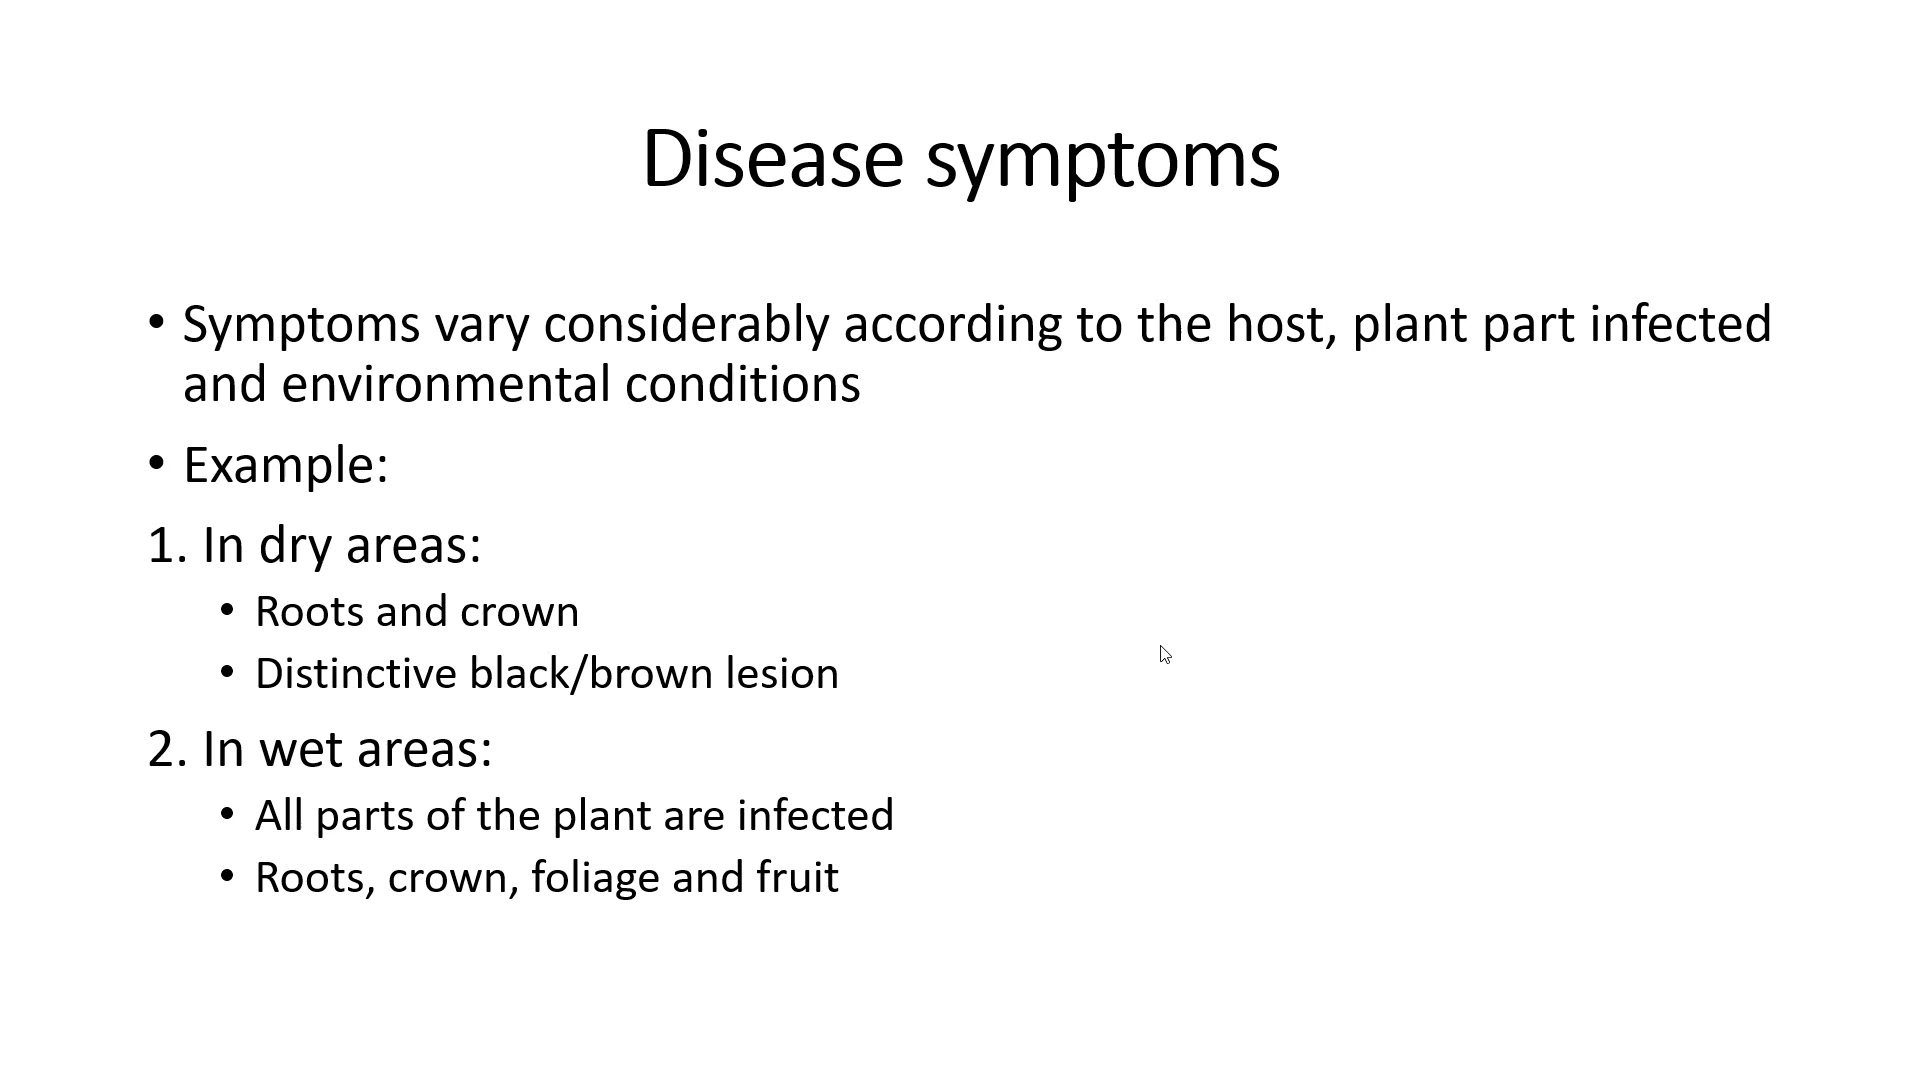 Disease symptoms
• Symptoms vary considerably according to the host, plant part infected
and environmental conditions
• Example:
1. In dry areas:
• Roots and crown
• Distinctive black/brown lesion
2. In wet areas:
• All parts of the plant are infected
• Roots, crown, foliage and fruit